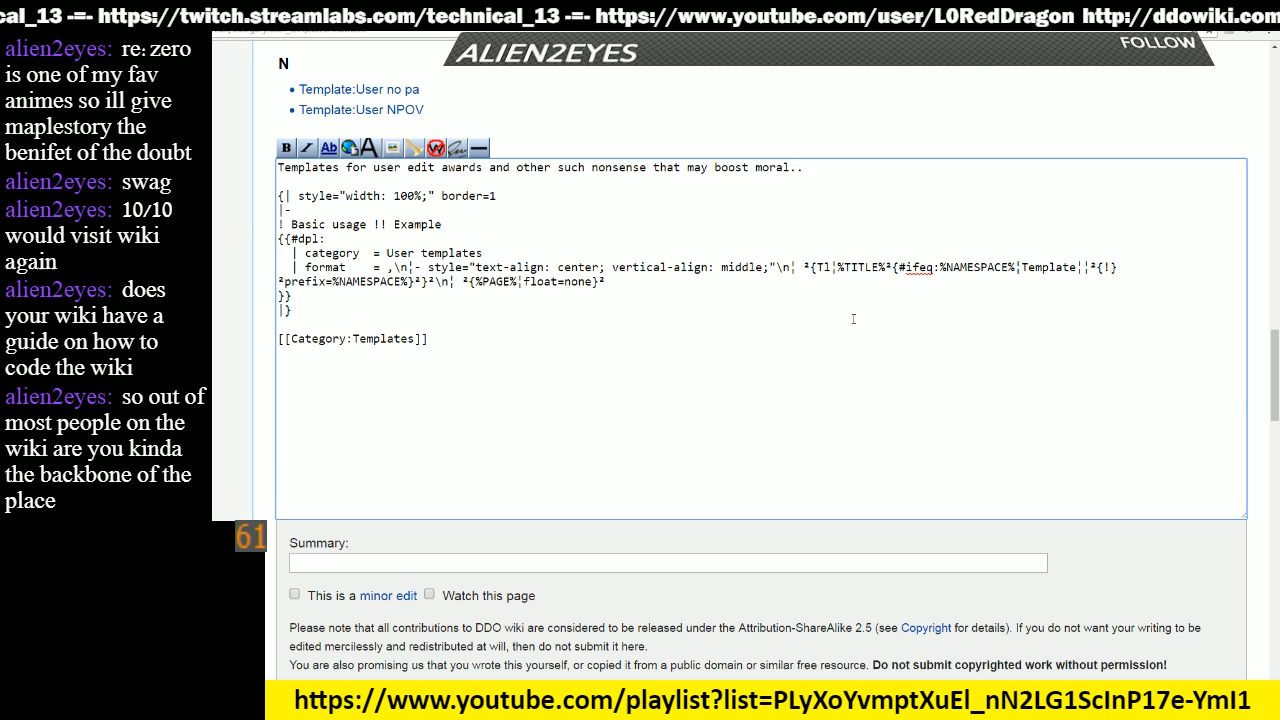 cal_13 -=- https://twitch.streamlabs.com/technical_13 -=- https://www.youtube.com/user/L0RedDragon http://ddowiki.com
alien2eyes: re:zero
is one of my fav
animes so ill give
maplestory the
benifet of the doubt
alien2eyes: swag
alien2eyes: 10/10
would visit wiki
again
alien2eyes: does
your wiki have a
guide on how to
code the wiki
alien2eyes: so out of
most people on the
wiki are you kinda
the backbone of the
place
61
ALIEN2EYES
FOLLOW
N
• Template:User no pa
• Template:User NPOV
B I Ab A W
Templates for user edit awards and other such nonsense that may boost moral..
{| style="width: 100%;" border=1
|-
! Basic usage !! Example
{{#dpl:
| category = User templates
| format = ,\n¦- style="text-align: center; vertical-align: middle;"\n¦ ²{Tl¦%TITLE%²{#ifeq:%NAMESPACE%¦Template¦¦²{!}
²prefix=%NAMESPACE%}²}²\n¦ ²{%PAGE%¦float=none}²
}}
|}
[[Category:Templates]]
Summary:
This is a minor edit Watch this page
Please note that all contributions to DDO wiki are considered to be released under the Attribution-ShareAlike 2.5 (see Copyright for details). If you do not want your writing to be
edited mercilessly and redistributed at will, then do not submit it here.
You are also promising us that you wrote this yourself, or copied it from a public domain or similar free resource. Do not submit copyrighted work without permission!
https://www.youtube.com/playlist?list=PLyXoYvmptXuEl_nN2LG1ScInP17e-YmI1